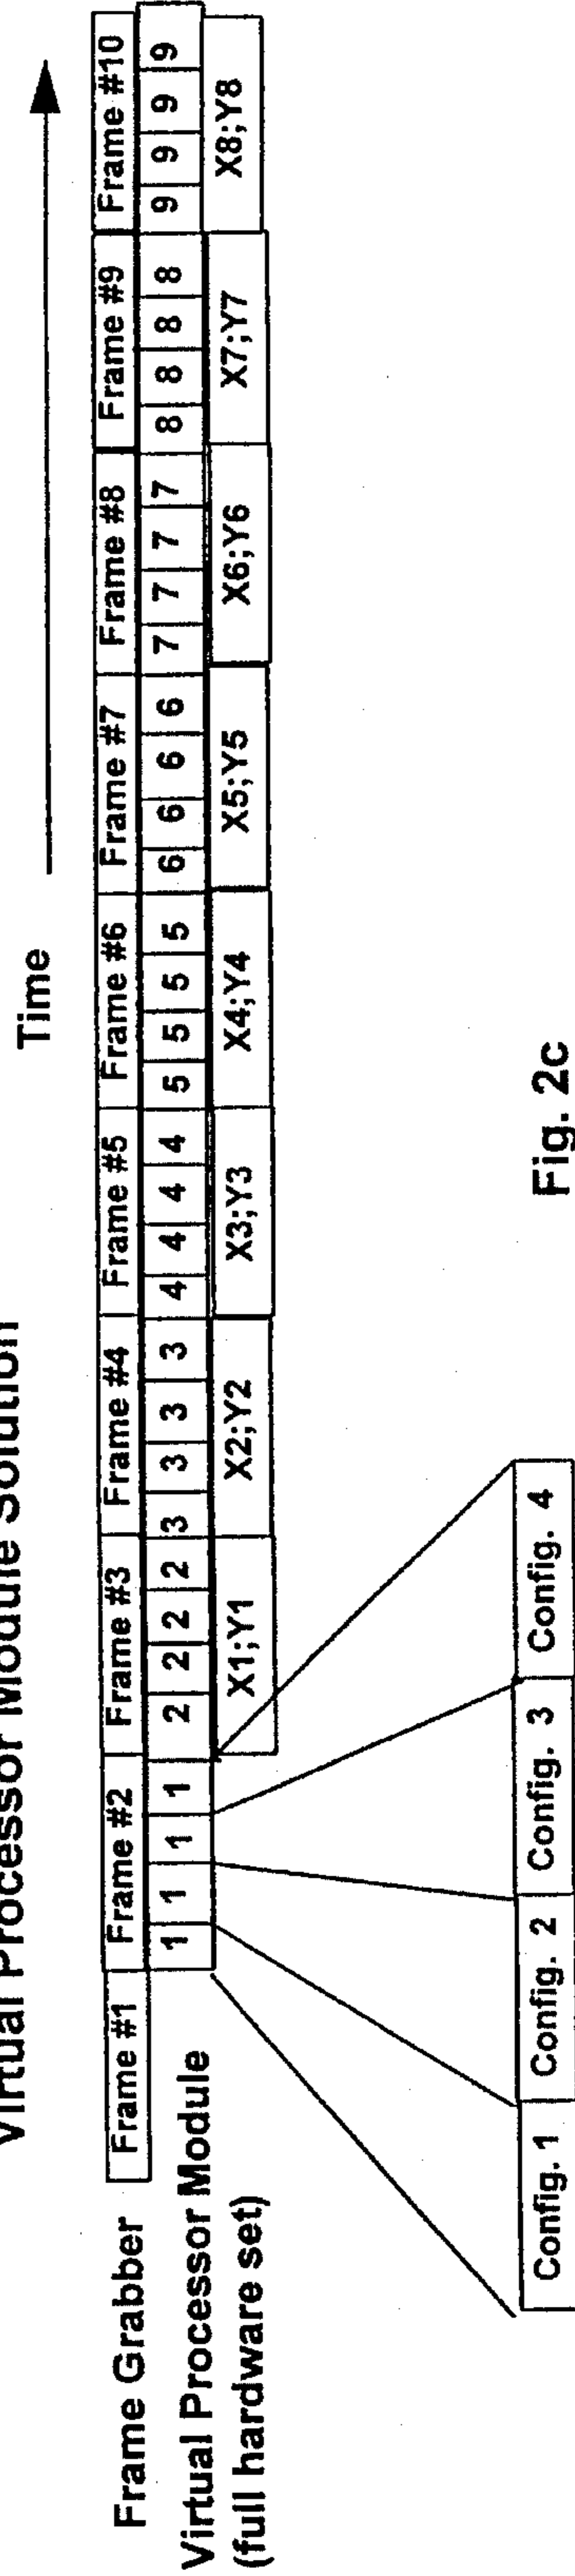 Virtual Processor Module Solution
Time
Frame Grabber
Frame #1 Frame #2 Frame #3 Frame #4 Frame #5 Frame #6 Frame #7 Frame #8 Frame #9 Frame #10
Virtual Processor Module
(full hardware set)
1 1 1 1 2 2 2 2 3 3 3 3 4 4 4 4 5 5 5 5 6 6 6 6 7 7 7 7 8 8 8 8 9 9 9 9
X1;Y1 X2;Y2 X3;Y3 X4;Y4 X5;Y5 X6;Y6 X7;Y7 X8;Y8
Config. 1 Config. 2 Config. 3 Config. 4
Fig. 2c